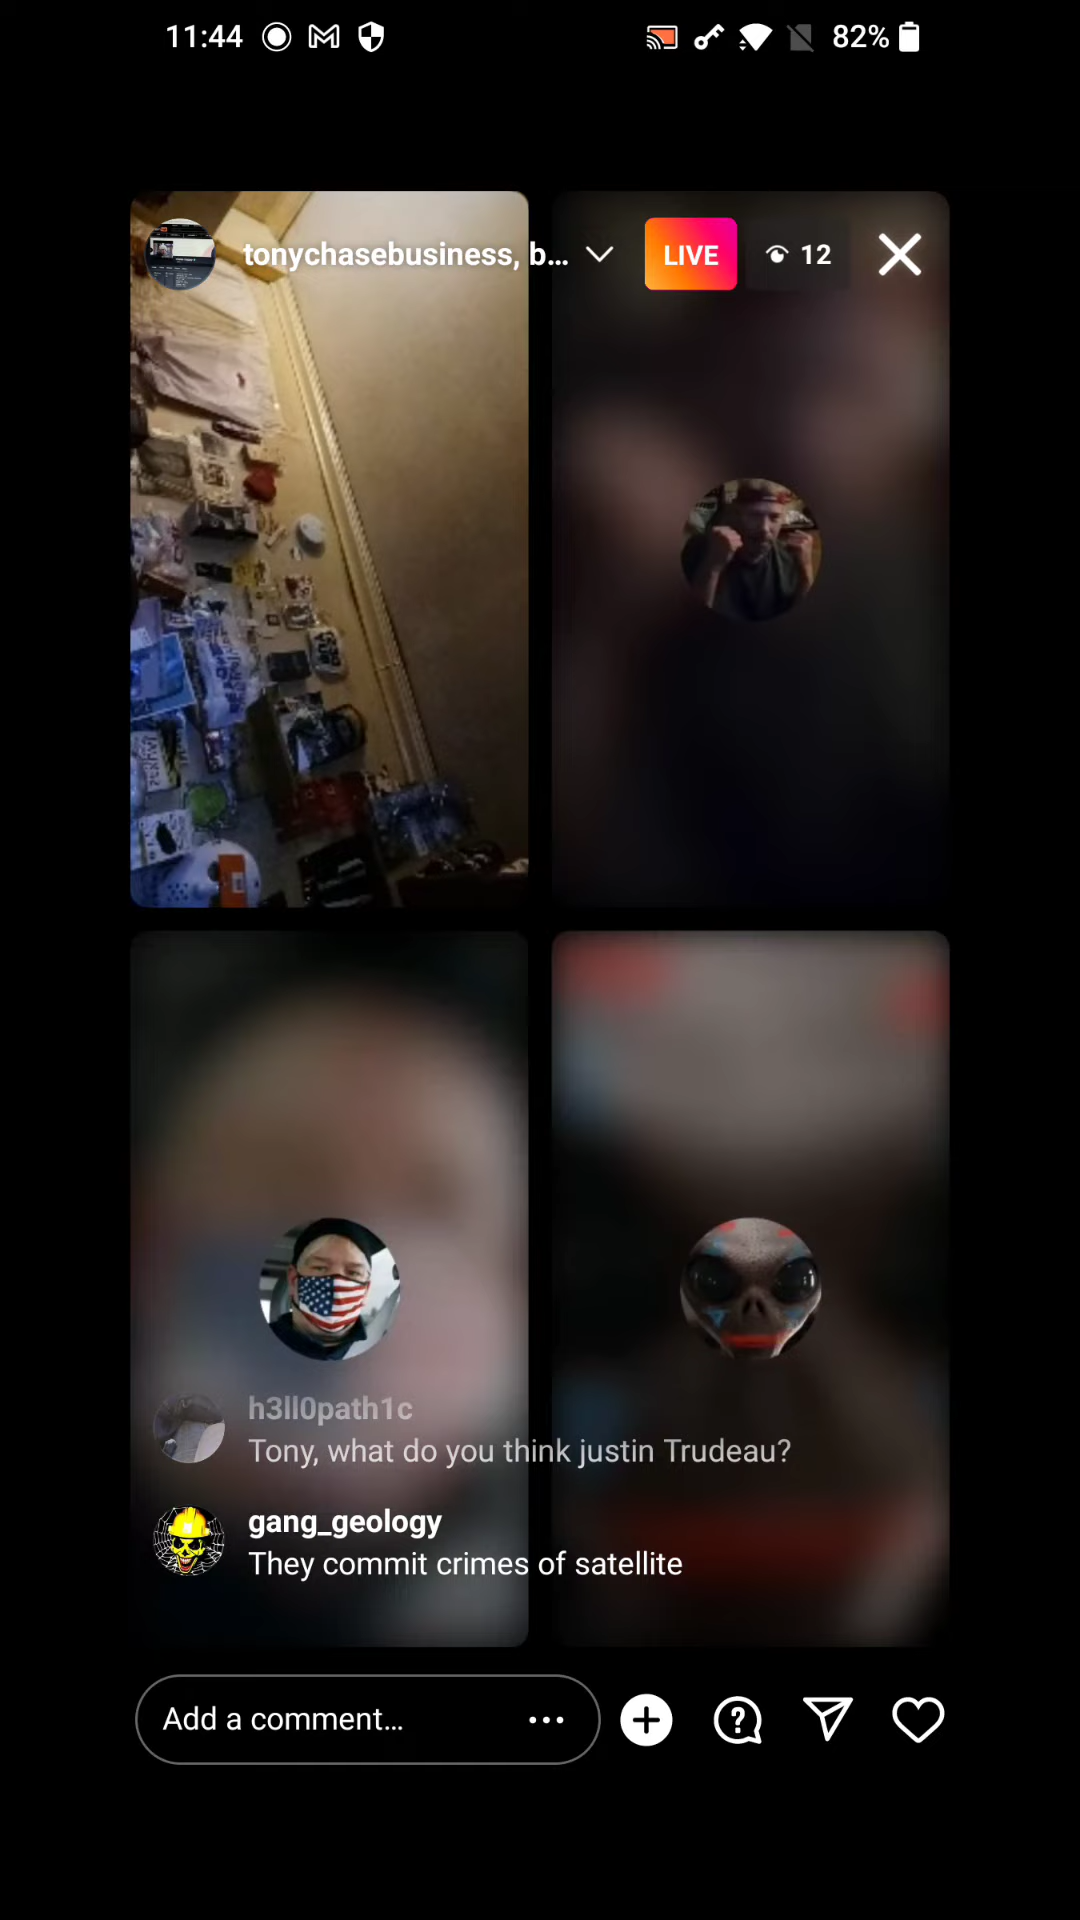 11:44
82%
tonychasebusiness, b...
LIVE
12
h3ll0path1c
Tony, what do you think justin Trudeau?
gang_geology
They commit crimes of satellite
Add a comment...